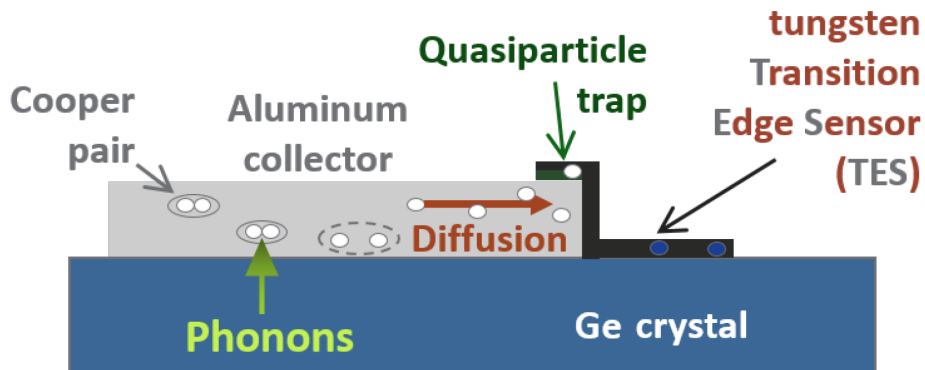 Cooper
pair
Aluminum
collector
Quasiparticle
trap
tungsten
Transition
Edge Sensor
(TES)
Diffusion
Phonons
Ge crystal